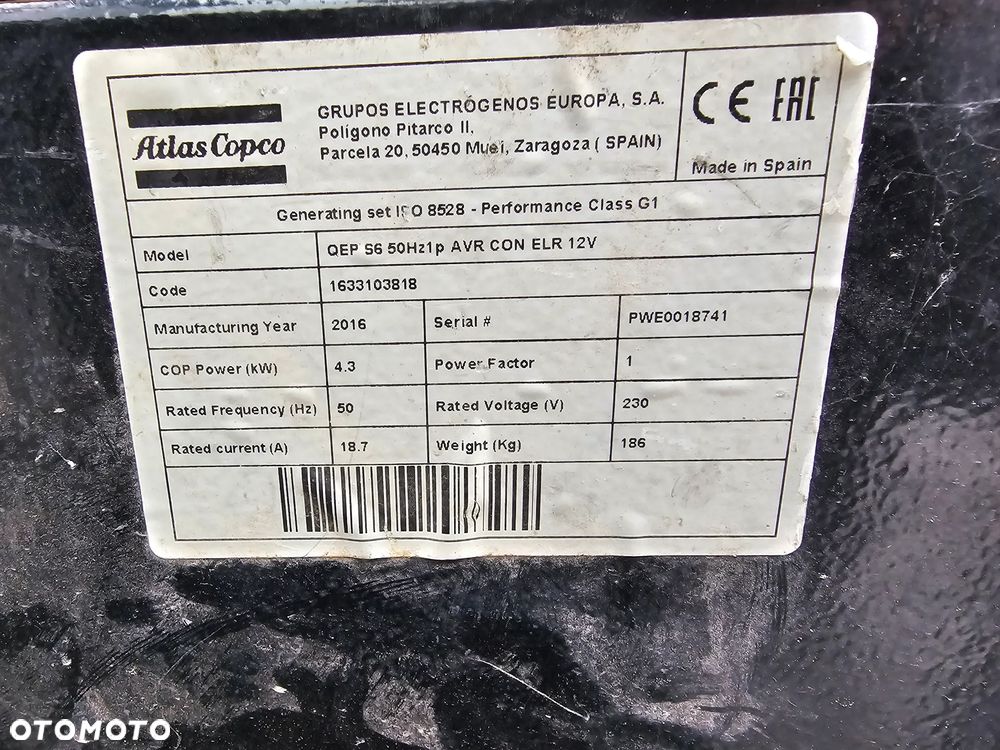 Atlas Copco
GRUPOS ELECTRÓGENOS EUROPA, S.A.
Polígono Pitarco II,
Parcela 20, 50450 Muel, Zaragoza ( SPAIN)
CE EAC
Made in Spain
Generating set ISO 8528 - Performance Class G1
Model QEP S6 50Hz1p AVR CON ELR 12V
Code 1633103818
Manufacturing Year 2016 Serial # PWE0018741
COP Power (kW) 4.3 Power Factor 1
Rated Frequency (Hz) 50 Rated Voltage (V) 230
Rated current (A) 18.7 Weight (Kg) 186
OTOMOTO